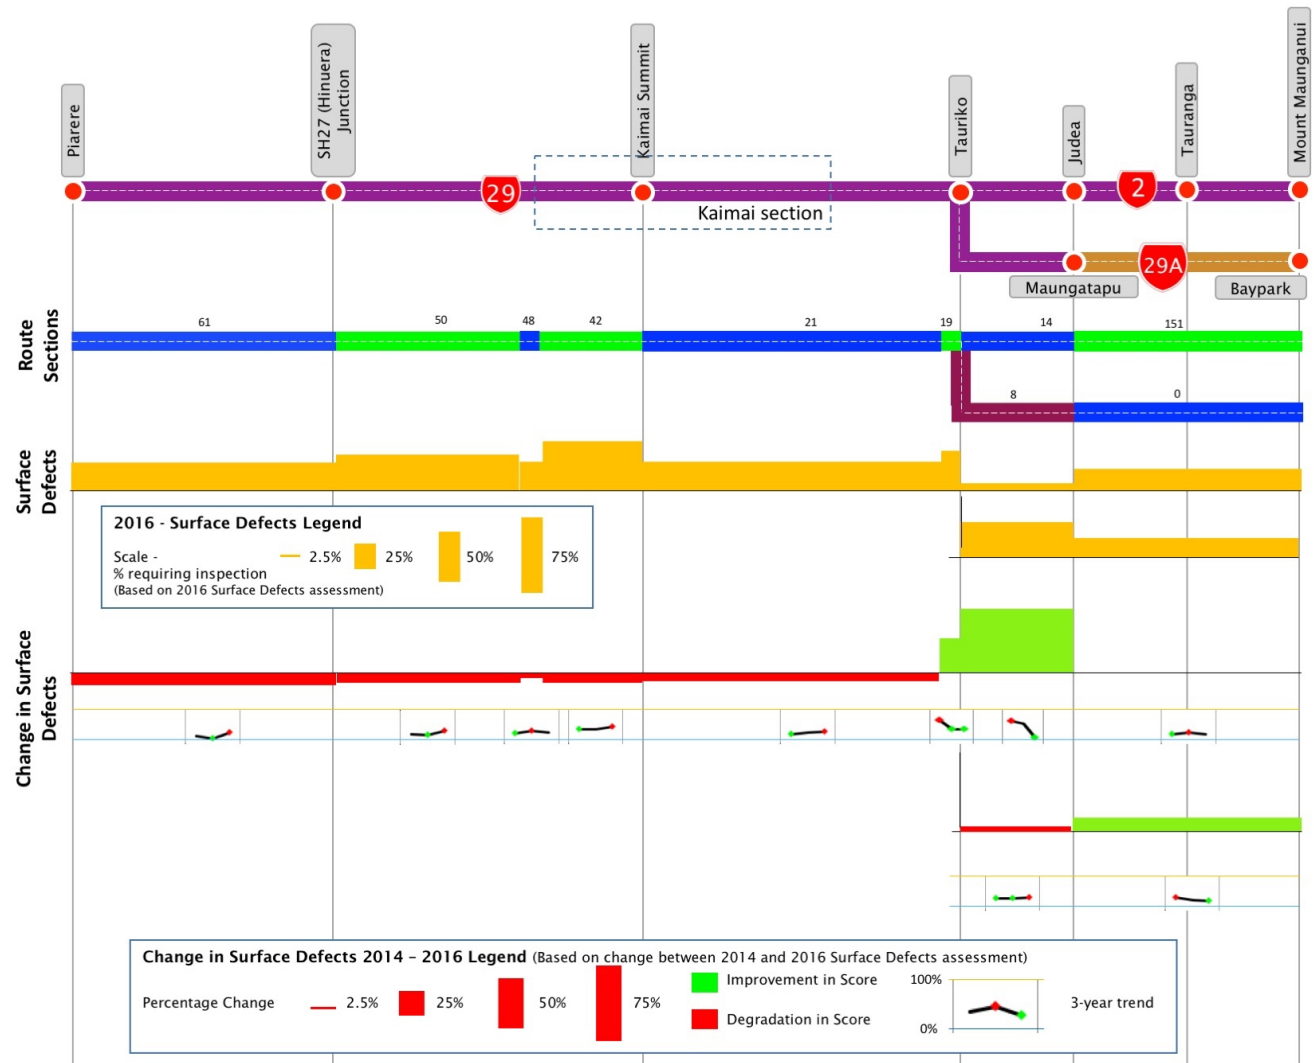 Piarere
SH27 (Hinuera)
Junction
Kaimai Summit
Tauriko
Judea
Tauranga
Mount Maunganui
29
2
Kaimai section
29A
Maungatapu
Baypark
Route
Sections
61
50
48
42
21
19
14
151
8
0
Surface
Defects
2016 - Surface Defects Legend
Scale -
% requiring inspection
(Based on 2016 Surface Defects assessment)
2.5%
25%
50%
75%
Change in Surface
Defects
Change in Surface Defects 2014 – 2016 Legend (Based on change between 2014 and 2016 Surface Defects assessment)
Percentage Change
2.5%
25%
50%
75%
Improvement in Score
Degradation in Score
100%
0%
3-year trend